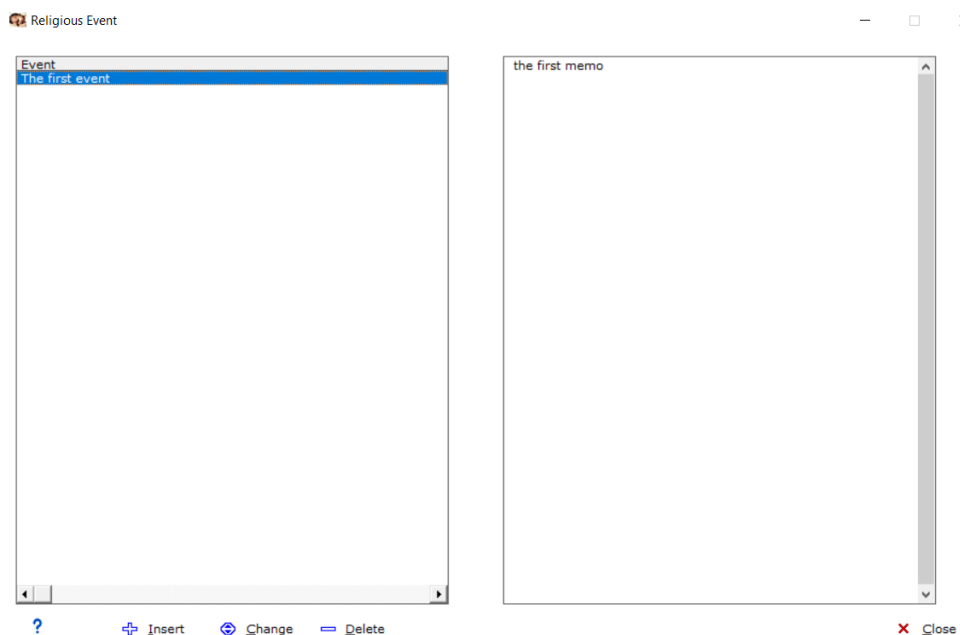 Religious Event
Event
The first event
the first memo
?
Insert
Change
Delete
Close